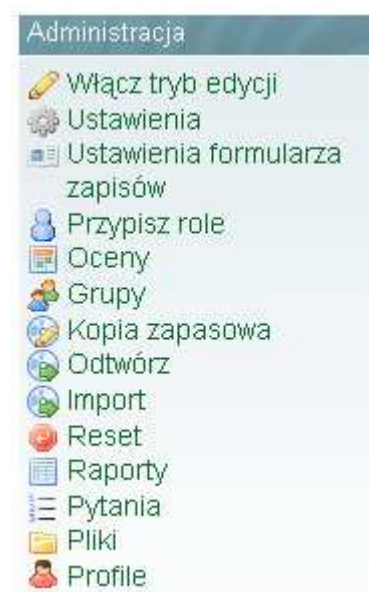 Administracja
Włącz tryb edycji
Ustawienia
Ustawienia formularza
zapisów
Przypisz role
Oceny
Grupy
Kopia zapasowa
Odtwórz
Import
Reset
Raporty
Pytania
Pliki
Profile